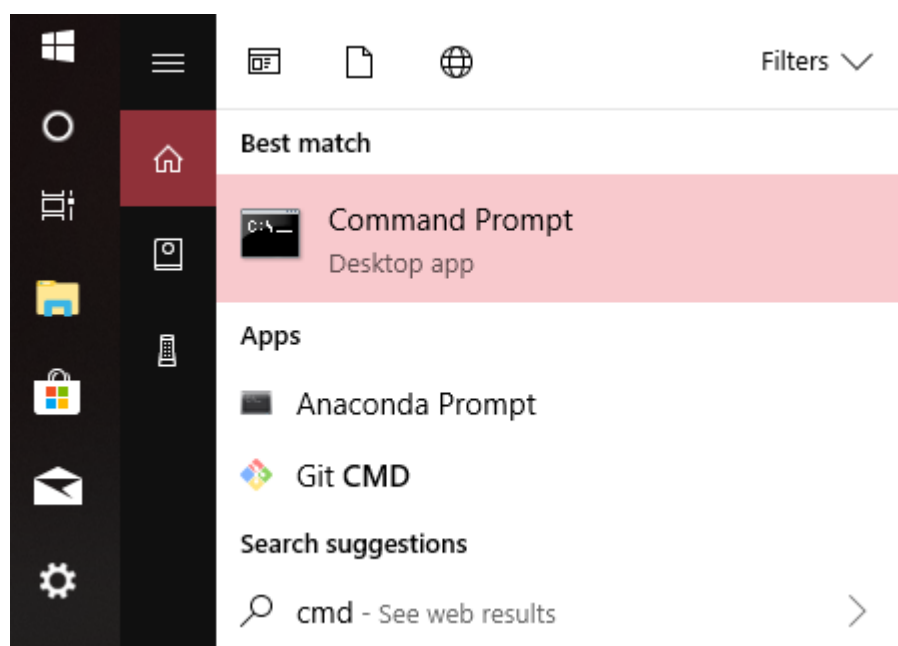 Filters
Best match
C:\
Command Prompt
Desktop app
Apps
Anaconda Prompt
Git CMD
Search suggestions
cmd - See web results